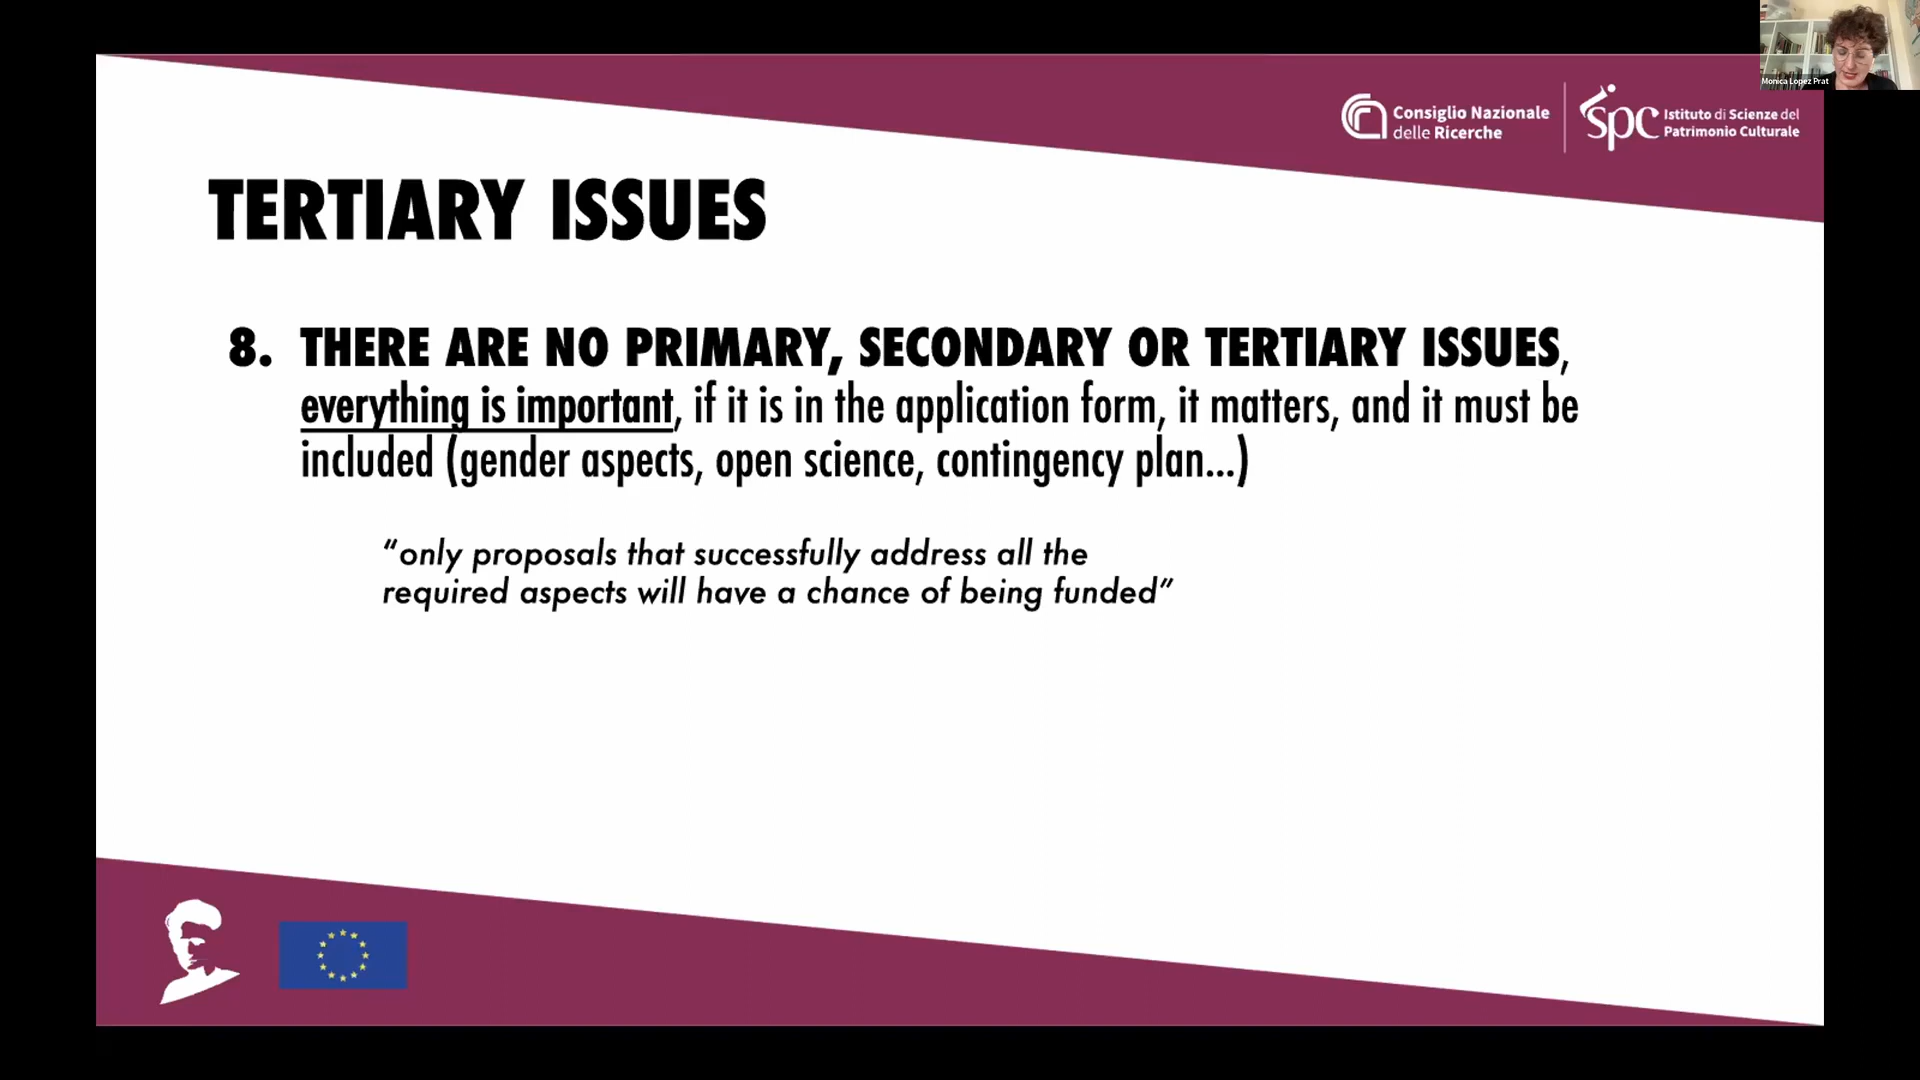 Monica Lopez Prat
Consiglio Nazionale
delle Ricerche
ispc
Istituto di Scienze del
Patrimonio Culturale
TERTIARY ISSUES
8. THERE ARE NO PRIMARY, SECONDARY OR TERTIARY ISSUES,
everything is important, if it is in the application form, it matters, and it must be
included (gender aspects, open science, contingency plan...)
“only proposals that successfully address all the
required aspects will have a chance of being funded”